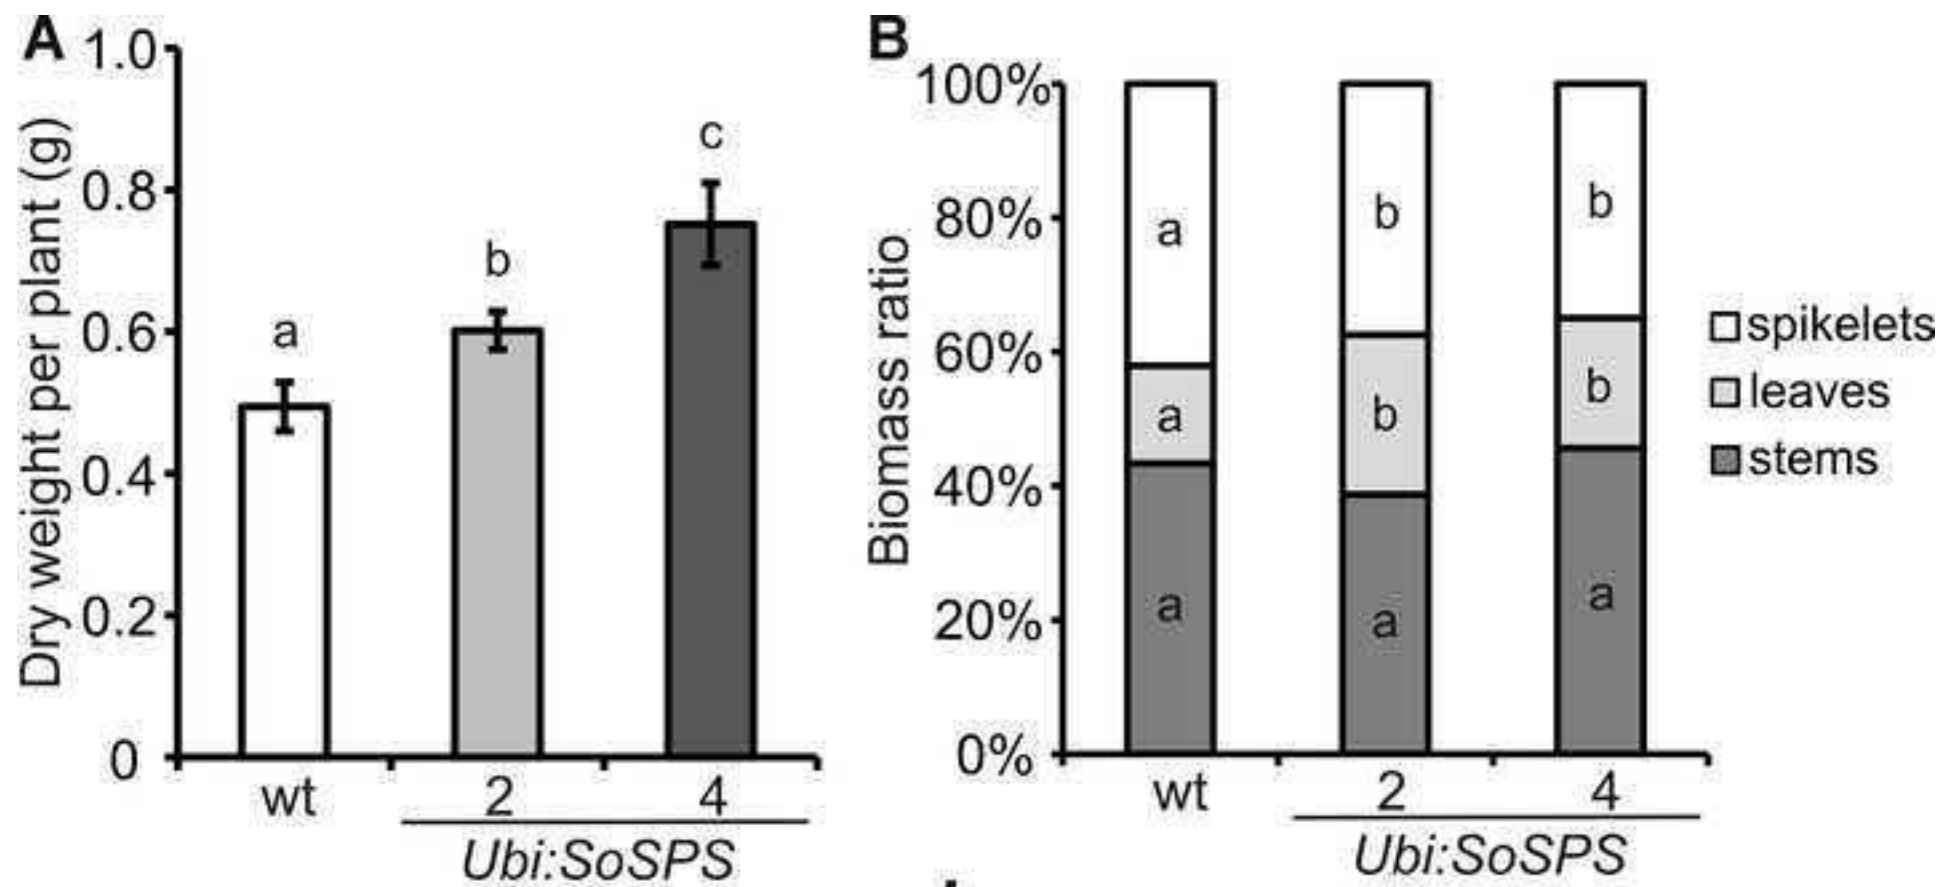 A
Dry weight per plant (g)
1.0
0.8
0.6
0.4
0.2
0
a
b
c
wt
2
4
Ubi:SoSPS
B
Biomass ratio
100%
80%
60%
40%
20%
0%
a
b
b
a
b
b
a
a
a
wt
2
4
Ubi:SoSPS
spikelets
leaves
stems